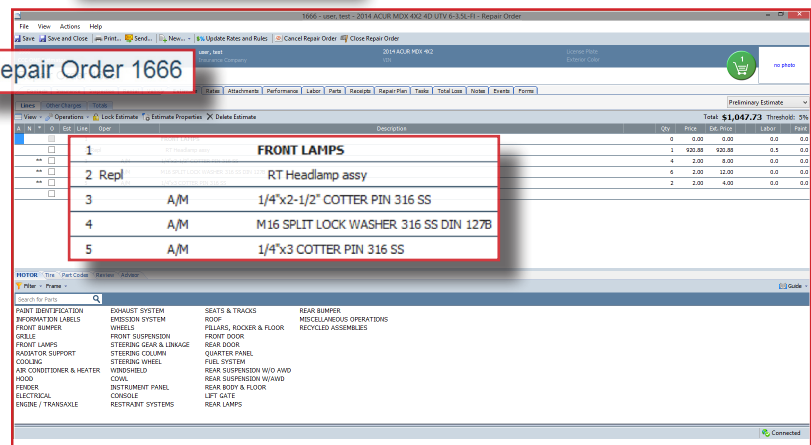 1666 - user, test - 2014 ACUR MDX 4X2 4D UTV 6-3.5L-FI - Repair Order
File View Actions Help
Save Save and Close Print... Send... New... $% Update Rates and Rules Cancel Repair Order Close Repair Order
user, test 2014 ACUR MDX 4X2 License Plate
Insurance Company VIN Exterior Color
epair Order 1666
1
no photo
Rates Attachments Performance Labor Parts Receipts Repair Plan Tasks Total Loss Notes Events Forms
Lines Other Charges Totals
Preliminary Estimate
View Operations Lock Estimate Estimate Properties Delete Estimate Total: $1,047.73 Threshold: 5%
A N * O Est Line Oper Description Qty Price Ext. Price Labor Paint
0 0.00 0.00 0.0 0.0
1 920.88 920.88 0.5 0.0
** 4 2.00 8.00 0.0 0.0
** 6 2.00 12.00 0.0 0.0
** 2 2.00 4.00 0.0 0.0
1 FRONT LAMPS
2 Repl RT Headlamp assy
3 A/M 1/4"x2-1/2" COTTER PIN 316 SS
4 A/M M16 SPLIT LOCK WASHER 316 SS DIN 127B
5 A/M 1/4"x3 COTTER PIN 316 SS
MOTOR Tire Part Codes Review Advisor
Filter Frame Guide
Search for Parts
PAINT IDENTIFICATION EXHAUST SYSTEM SEATS & TRACKS REAR BUMPER
INFORMATION LABELS EMISSION SYSTEM ROOF MISCELLANEOUS OPERATIONS
FRONT BUMPER WHEELS PILLARS, ROCKER & FLOOR RECYCLED ASSEMBLIES
GRILLE FRONT SUSPENSION FRONT DOOR
FRONT LAMPS STEERING GEAR & LINKAGE REAR DOOR
RADIATOR SUPPORT STEERING COLUMN QUARTER PANEL
COOLING STEERING WHEEL FUEL SYSTEM
AIR CONDITIONER & HEATER WINDSHIELD REAR SUSPENSION W/O AWD
HOOD COWL REAR SUSPENSION W/AWD
FENDER INSTRUMENT PANEL REAR BODY & FLOOR
ELECTRICAL CONSOLE LIFT GATE
ENGINE / TRANSAXLE RESTRAINT SYSTEMS REAR LAMPS
Connected